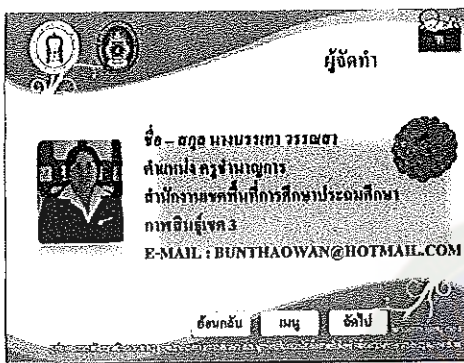 ผู้จัดทำ
ชื่อ – สกุล นางบรรเทา วรรณลา
ตำแหน่ง ครูชำนาญการ
สำนักงานเขตพื้นที่การศึกษาประถมศึกษา
กาฬสินธุ์เขต 3
E-MAIL : BUNTHAOWAN@HOTMAIL.COM
ย้อนกลับ
เมนู
ถัดไป